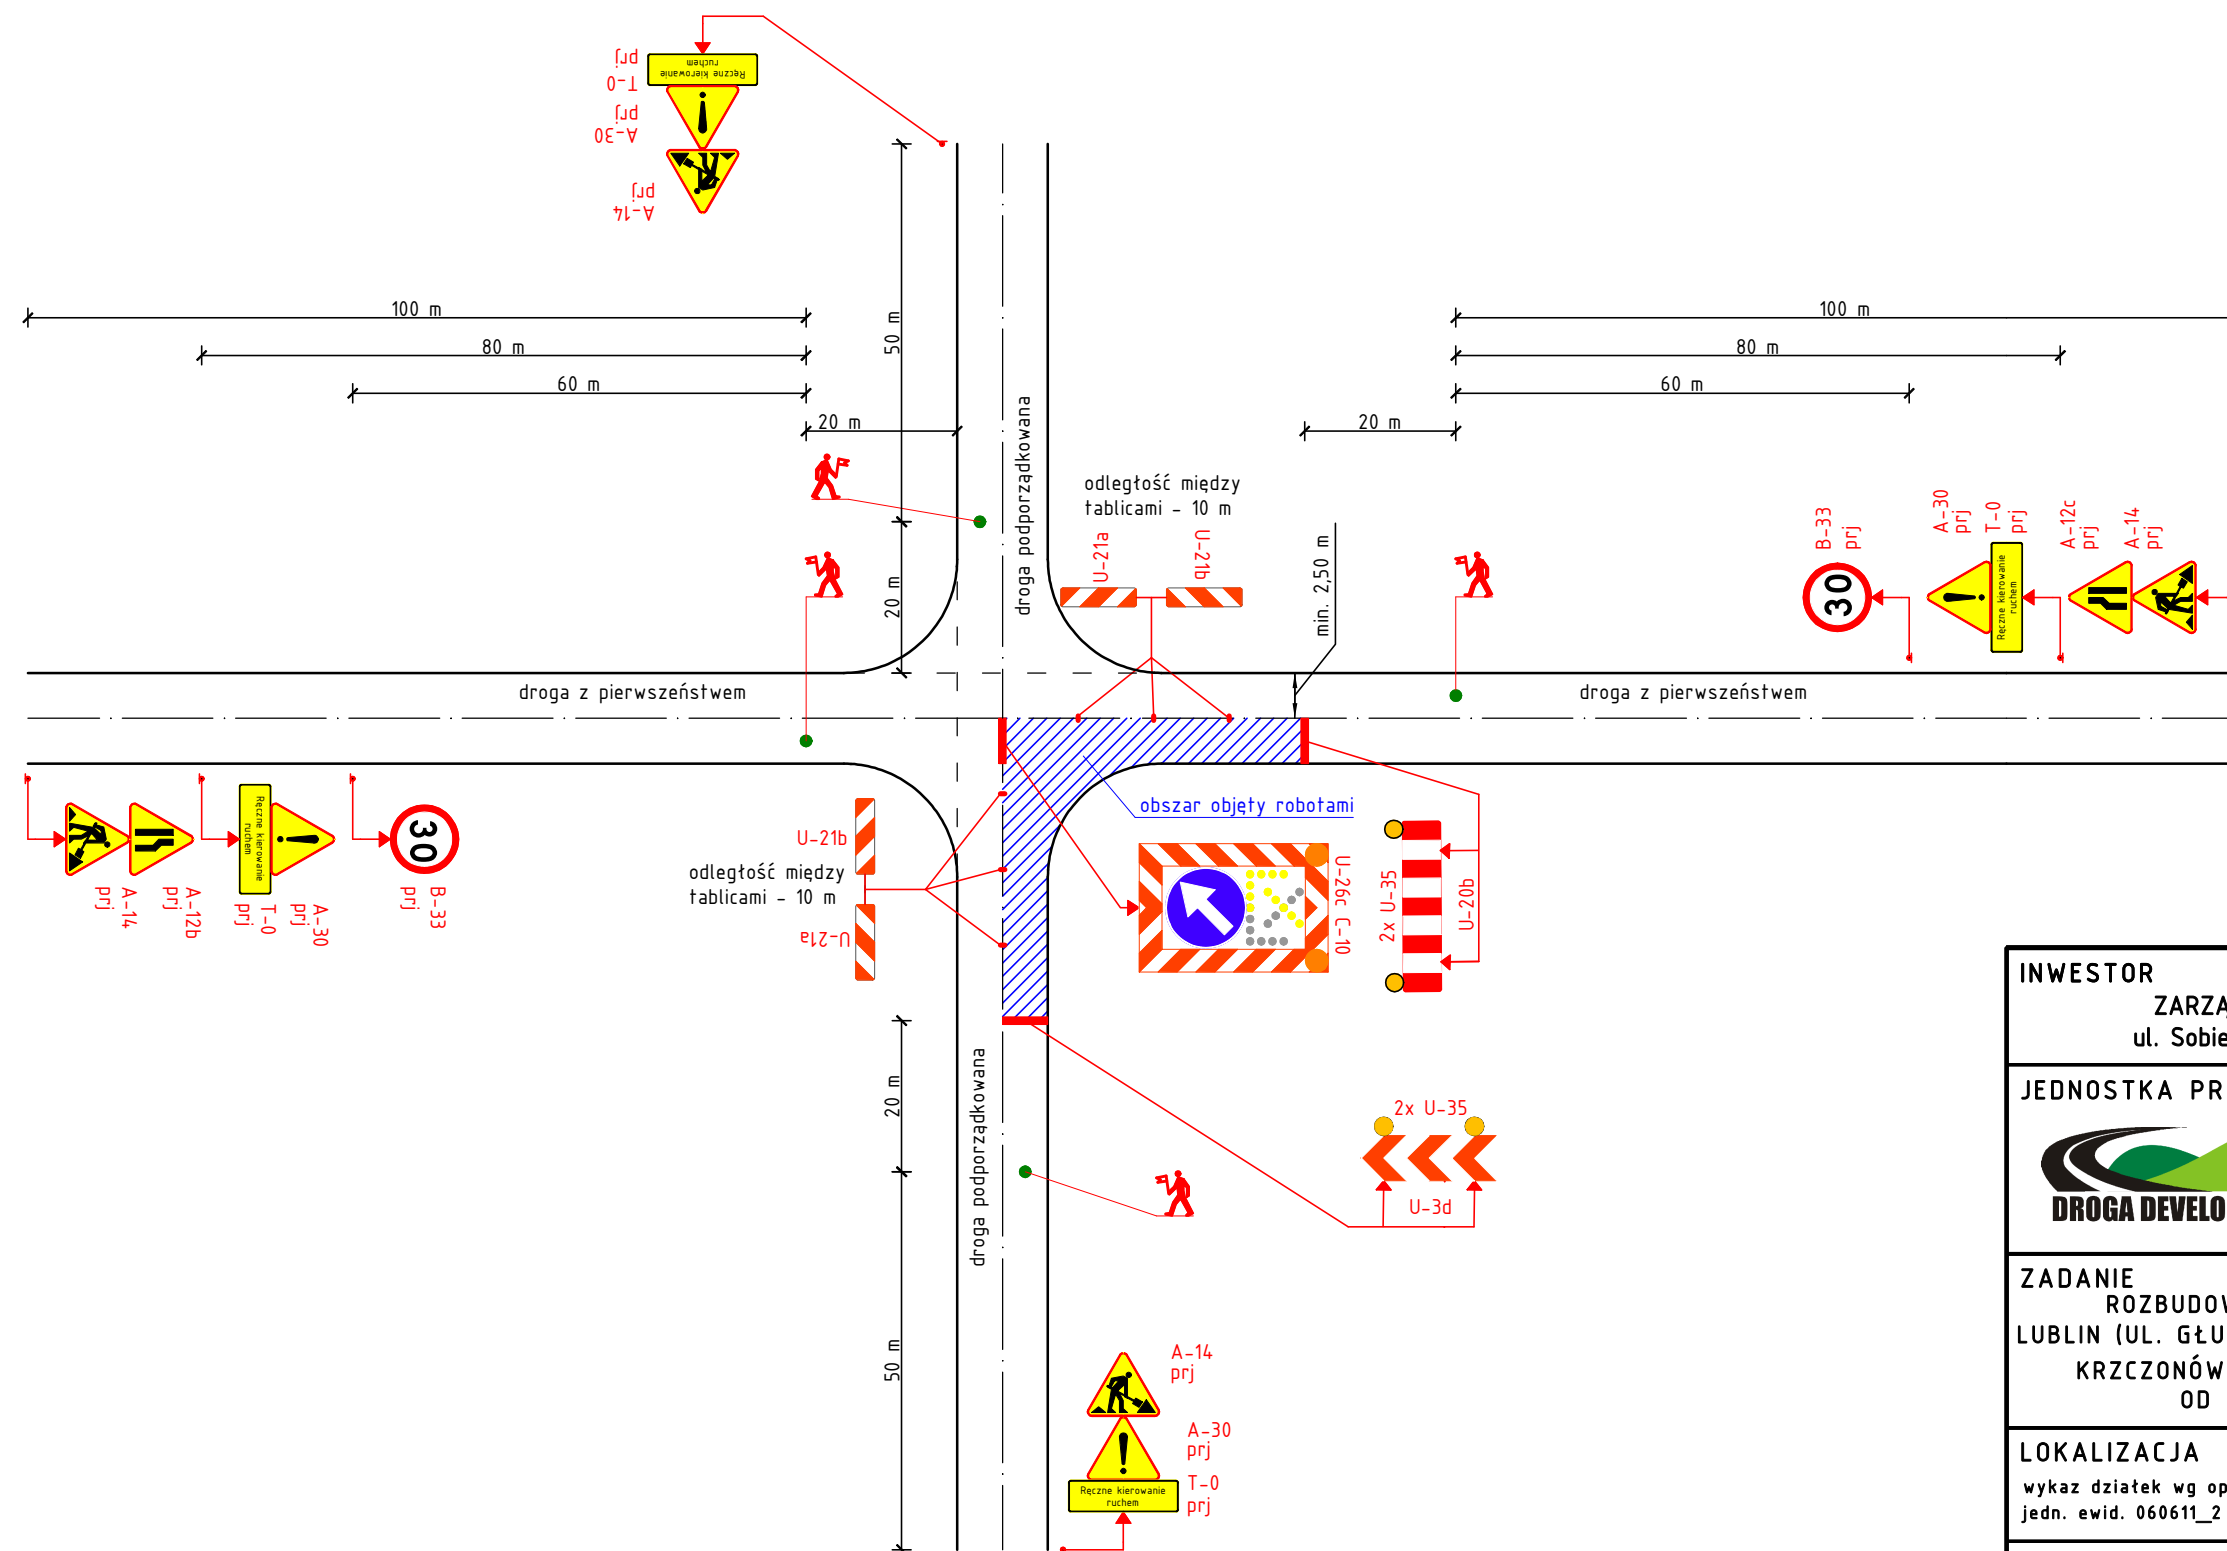 prj
T-0
prj
A-30
prj
A-14
Ręczne kierowanie
ruchem
100 m
80 m
60 m
20 m
50 m
20 m
droga podporządkowana
100 m
80 m
60 m
20 m
odległość między
tablicami - 10 m
U-21a
U-21b
min. 2,50 m
B-33
prj
A-30
prj
T-0
prj
A-12c
prj
A-14
prj
30
Ręczne kierowanie
ruchem
droga z pierwszeństwem
droga z pierwszeństwem
obszar objęty robotami
Ręczne kierowanie
ruchem
30
A-14
prj
A-12b
prj
T-0
prj
A-30
prj
B-33
prj
U-21b
odległość między
tablicami - 10 m
U-21a
U-26c C-10
2x U-35
U-20b
20 m
droga podporządkowana
50 m
2x U-35
U-3d
A-14
prj
A-30
prj
T-0
prj
Ręczne kierowanie
ruchem
INWESTOR
ZARZĄ
ul. Sobie
JEDNOSTKA PR
DROGA DEVELO
ZADANIE
ROZBUDOW
LUBLIN (UL. GŁU
KRZCZONÓW
OD
LOKALIZACJA
wykaz działek wg op
jedn. ewid. 060611_2